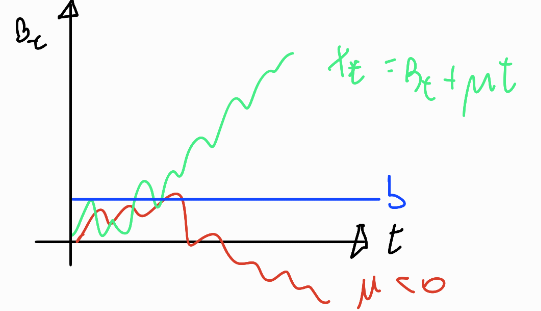 B_t
X_t = B_t + μt
b
t
μ < 0